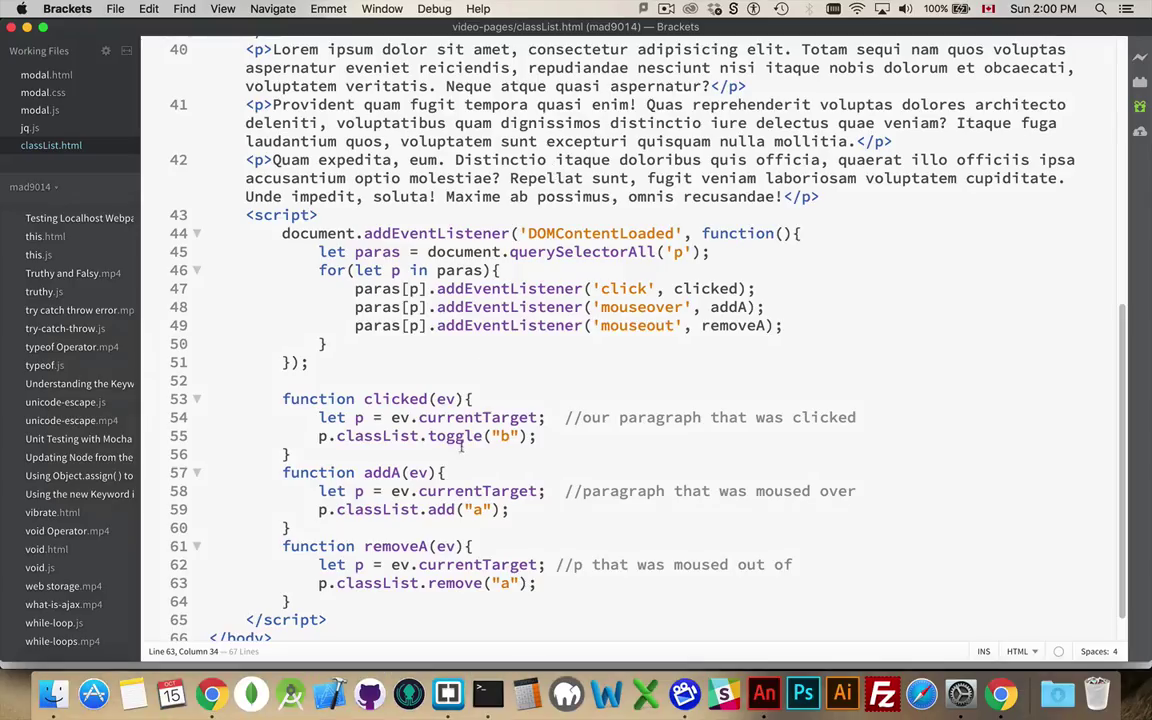 Brackets File Edit Find View Navigate Emmet Window Debug Help 100% Sun 2:00 PM
video-pages/classList.html (mad9014) — Brackets
Working Files
modal.html
modal.css
modal.js
jq.js
classList.html
mad9014
Testing Localhost Webpa
this.html
this.js
Truthy and Falsy.mp4
truthy.js
try catch throw error.mp
try-catch-throw.js
typeof Operator.mp4
typeof.js
Understanding the Keyw
unicode-escape.js
unicode-escape.mp4
Unit Testing with Mocha
Updating Node from the
Using Object.assign() to
Using the new Keyword i
vibrate.html
void Operator.mp4
void.html
void.js
web storage.mp4
what-is-ajax.mp4
while-loop.js
while-loops.mp4
40 <p>Lorem ipsum dolor sit amet, consectetur adipisicing elit. Totam sequi nam quos voluptas
aspernatur eveniet reiciendis, repudiandae nesciunt nisi itaque nobis dolorum et obcaecati,
voluptatem veritatis. Neque atque quasi aspernatur?</p>
41 <p>Provident quam fugit tempora quasi enim! Quas reprehenderit voluptas dolores architecto
deleniti, voluptatibus quam dignissimos distinctio iure delectus quae veniam? Itaque fuga
laudantium quos, voluptatem sunt excepturi quisquam nulla mollitia.</p>
42 <p>Quam expedita, eum. Distinctio itaque doloribus quis officia, quaerat illo officiis ipsa
accusantium optio molestiae? Repellat sunt, fugit veniam laboriosam voluptatem cupiditate.
Unde impedit, soluta! Maxime ab possimus, omnis recusandae!</p>
43 <script>
44 document.addEventListener('DOMContentLoaded', function(){
45 let paras = document.querySelectorAll('p');
46 for(let p in paras){
47 paras[p].addEventListener('click', clicked);
48 paras[p].addEventListener('mouseover', addA);
49 paras[p].addEventListener('mouseout', removeA);
50 }
51 });
52
53 function clicked(ev){
54 let p = ev.currentTarget; //our paragraph that was clicked
55 p.classList.toggle("b");
56 }
57 function addA(ev){
58 let p = ev.currentTarget; //paragraph that was moused over
59 p.classList.add("a");
60 }
61 function removeA(ev){
62 let p = ev.currentTarget; //p that was moused out of
63 p.classList.remove("a");
64 }
65 </script>
66 </body>
Line 63, Column 34 — 67 Lines INS HTML Spaces: 4
OCT
15
An Ps Ai Fz